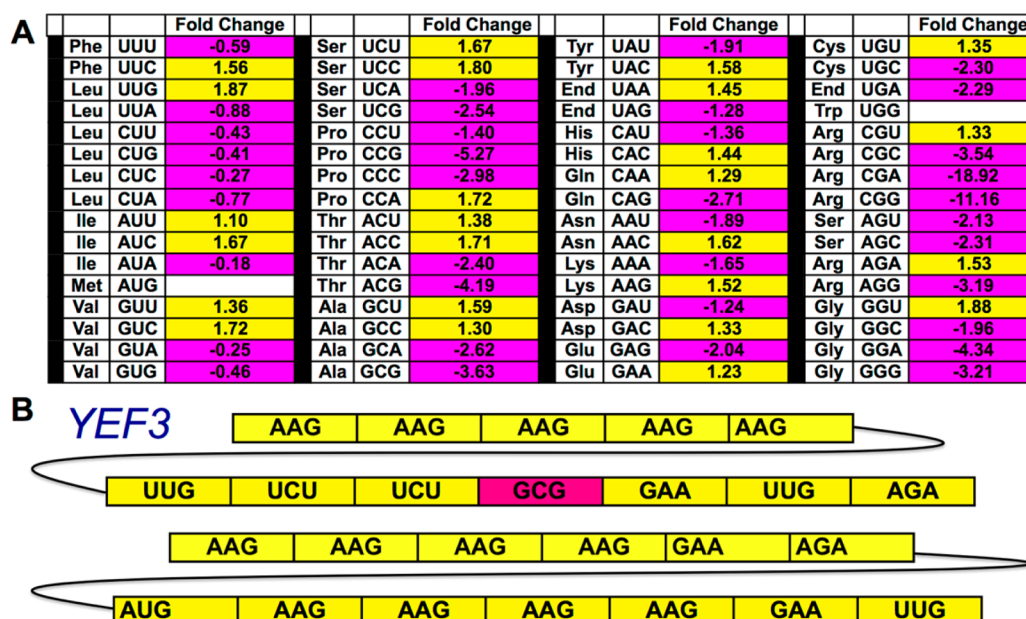 Fold Change Fold Change Fold Change Fold Change
A
Phe UUU -0.59 Ser UCU 1.67 Tyr UAU -1.91 Cys UGU 1.35
Phe UUC 1.56 Ser UCC 1.80 Tyr UAC 1.58 Cys UGC -2.30
Leu UUG 1.87 Ser UCA -1.96 End UAA 1.45 End UGA -2.29
Leu UUA -0.88 Ser UCG -2.54 End UAG -1.28 Trp UGG
Leu CUU -0.43 Pro CCU -1.40 His CAU -1.36 Arg CGU 1.33
Leu CUG -0.41 Pro CCG -5.27 His CAC 1.44 Arg CGC -3.54
Leu CUC -0.27 Pro CCC -2.98 Gln CAA 1.29 Arg CGA -18.92
Leu CUA -0.77 Pro CCA 1.72 Gln CAG -2.71 Arg CGG -11.16
Ile AUU 1.10 Thr ACU 1.38 Asn AAU -1.89 Ser AGU -2.13
Ile AUC 1.67 Thr ACC 1.71 Asn AAC 1.62 Ser AGC -2.31
Ile AUA -0.18 Thr ACA -2.40 Lys AAA -1.65 Arg AGA 1.53
Met AUG Thr ACG -4.19 Lys AAG 1.52 Arg AGG -3.19
Val GUU 1.36 Ala GCU 1.59 Asp GAU -1.24 Gly GGU 1.88
Val GUC 1.72 Ala GCC 1.30 Asp GAC 1.33 Gly GGC -1.96
Val GUA -0.25 Ala GCA -2.62 Glu GAG -2.04 Gly GGA -4.34
Val GUG -0.46 Ala GCG -3.63 Glu GAA 1.23 Gly GGG -3.21
B YEF3
AAG AAG AAG AAG AAG
UUG UCU UCU GCG GAA UUG AGA
AAG AAG AAG AAG GAA AGA
AUG AAG AAG AAG AAG GAA UUG